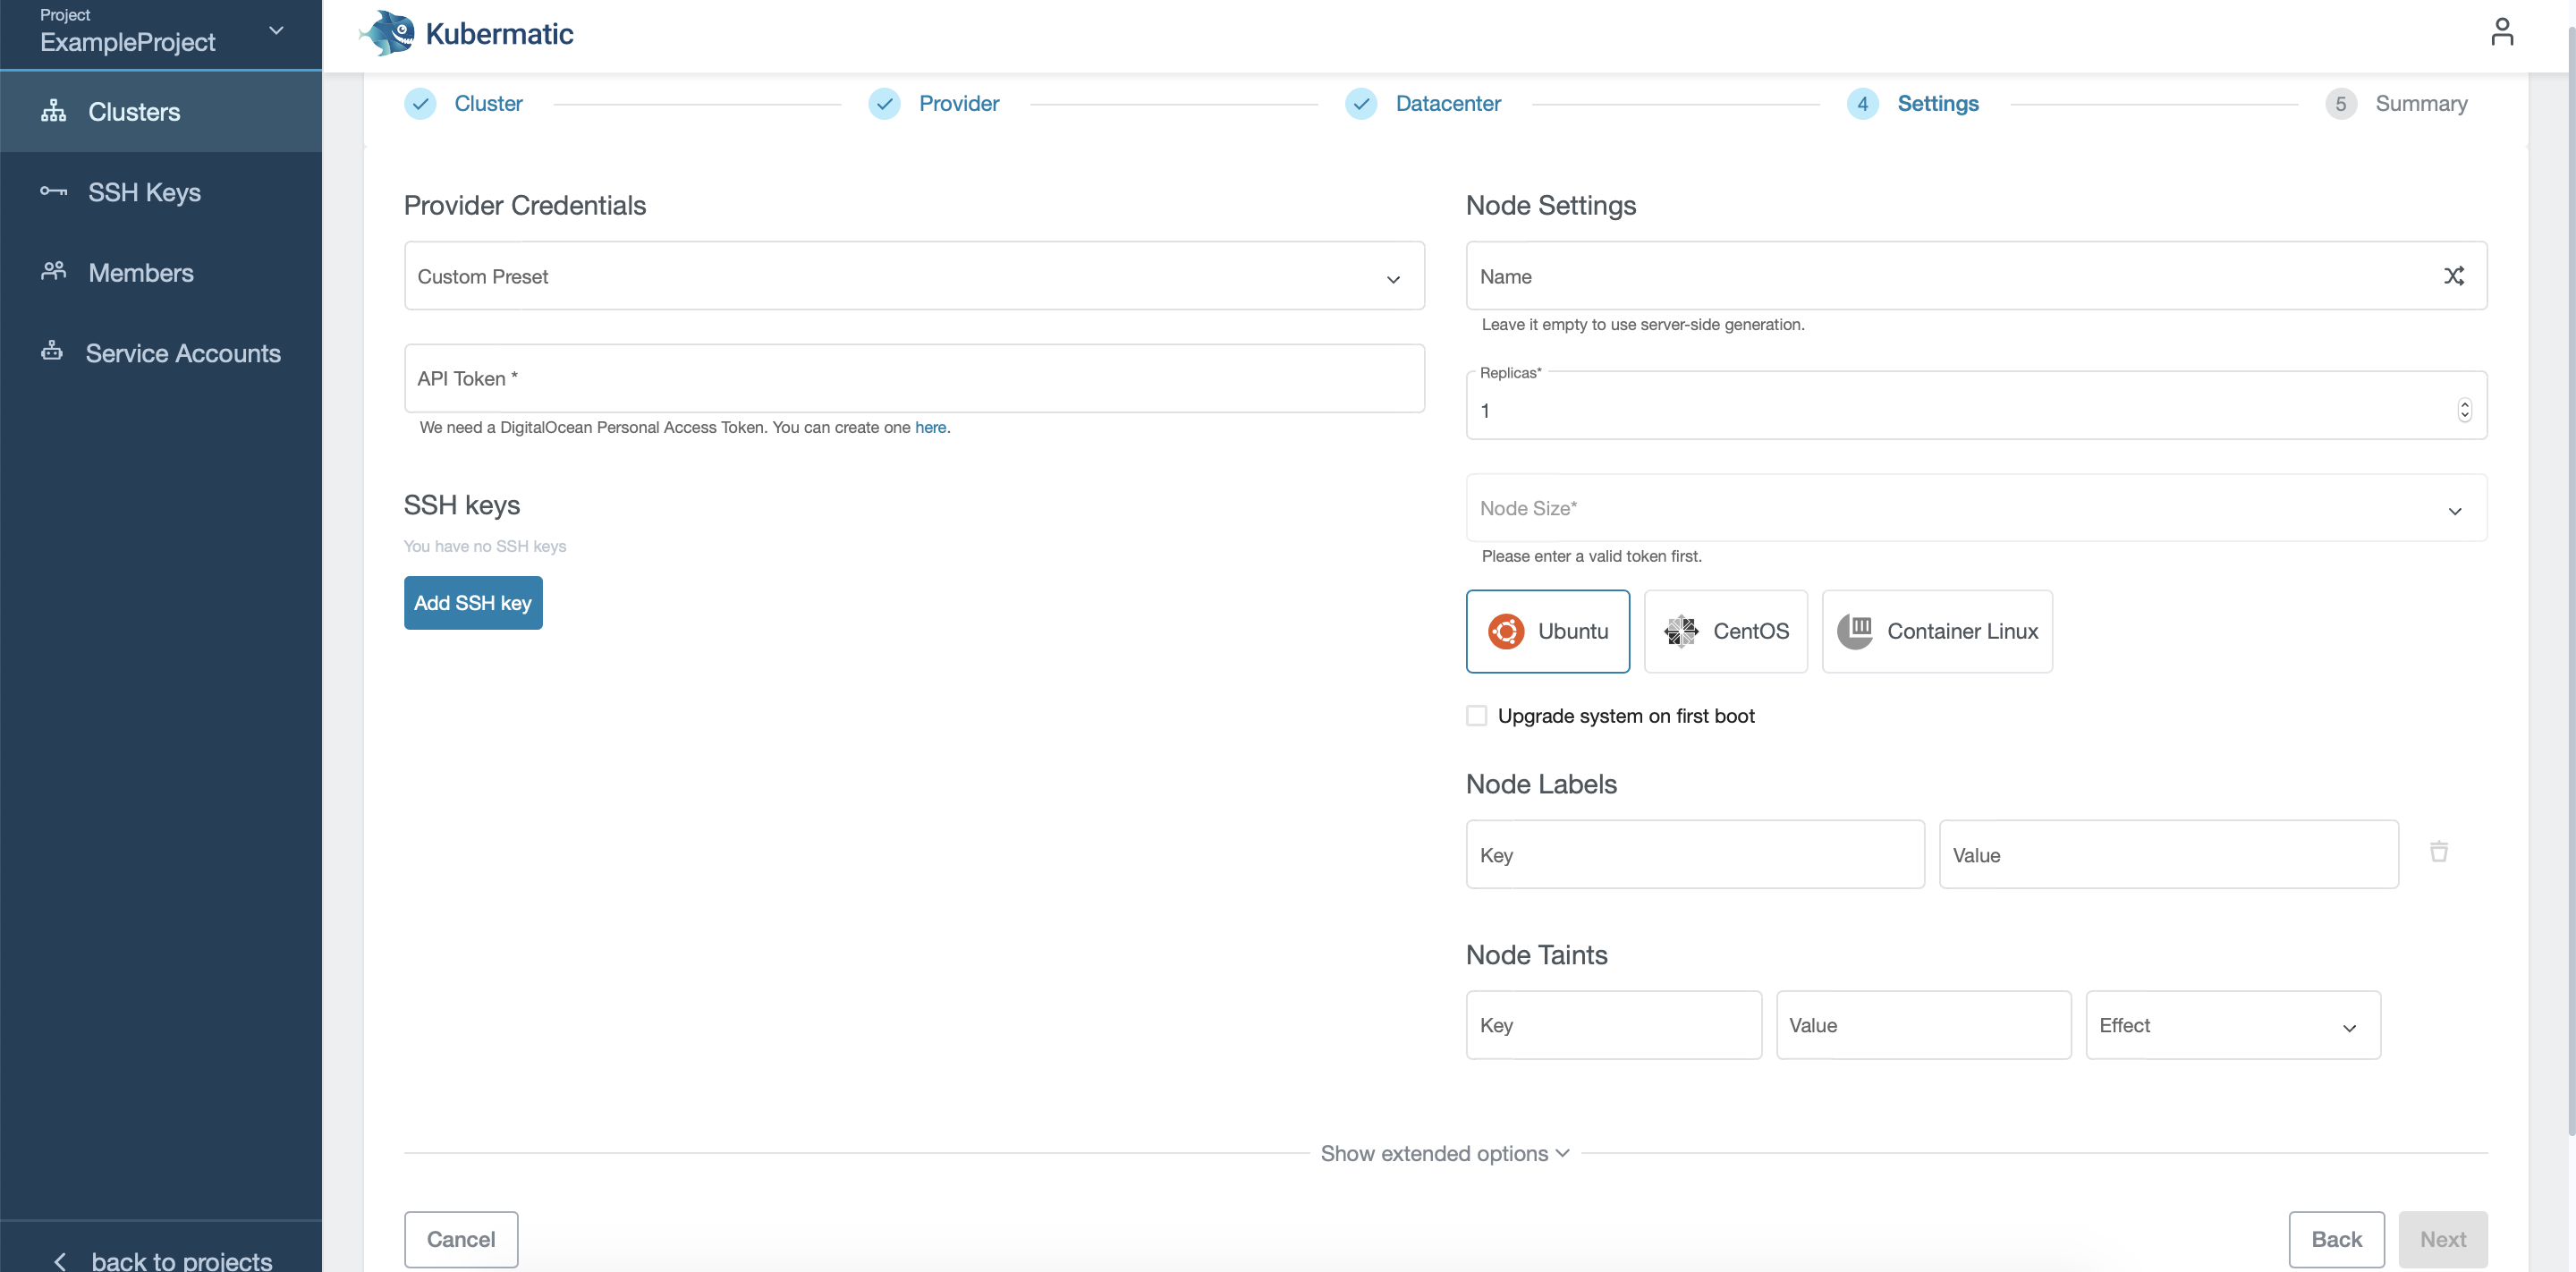 Project
ExampleProject
Clusters
SSH Keys
Members
Service Accounts
back to projects
Kubermatic
Cluster
Provider
Datacenter
4 Settings
5 Summary
Provider Credentials
Custom Preset
API Token *
We need a DigitalOcean Personal Access Token. You can create one here.
SSH keys
You have no SSH keys
Add SSH key
Node Settings
Name
Leave it empty to use server-side generation.
Replicas*
1
Node Size*
Please enter a valid token first.
Ubuntu CentOS Container Linux
Upgrade system on first boot
Node Labels
Key Value
Node Taints
Key Value Effect
Show extended options
Cancel Back Next